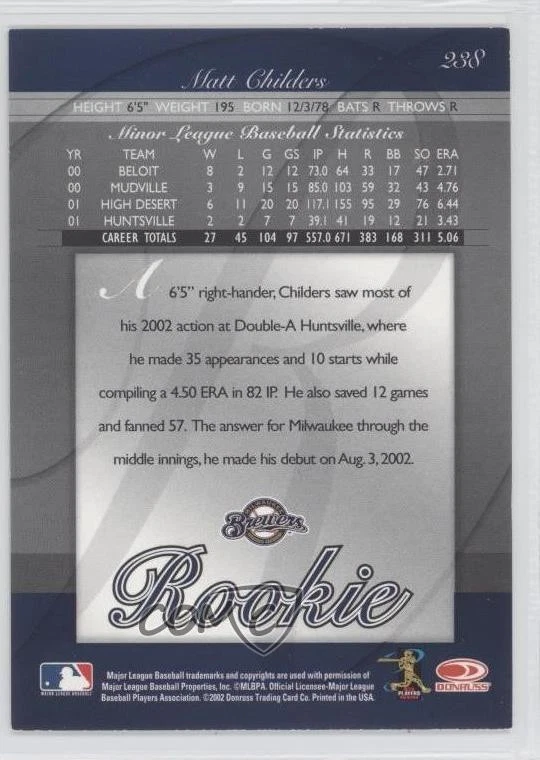 238
Matt Childers
HEIGHT 6'5" WEIGHT 195 BORN 12/3/78 BATS R THROWS R
Minor League Baseball Statistics
YR TEAM W L G GS IP H R BB SO ERA
00 BELOIT 8 2 12 12 73.0 64 33 17 47 2.71
00 MUDVILLE 3 9 15 15 85.0 103 59 32 43 4.76
01 HIGH DESERT 6 11 20 20 117.1 155 95 29 76 6.44
01 HUNTSVILLE 2 2 7 7 39.1 41 19 12 21 3.43
CAREER TOTALS 27 45 104 97 557.0 671 383 168 311 5.06
A 6'5" right-hander, Childers saw most of
his 2002 action at Double-A Huntsville, where
he made 35 appearances and 10 starts while
compiling a 4.50 ERA in 82 IP. He also saved 12 games
and fanned 57. The answer for Milwaukee through the
middle innings, he made his debut on Aug. 3, 2002.
Brewers
Rookie
Major League Baseball trademarks and copyrights are used with permission of
Major League Baseball Properties, Inc. ©MLBPA. Official Licensee-Major League
Baseball Players Association. ©2002 Donruss Trading Card Co. Printed in the USA.
MAJOR LEAGUE BASEBALL
PLAYERS
DONRUSS